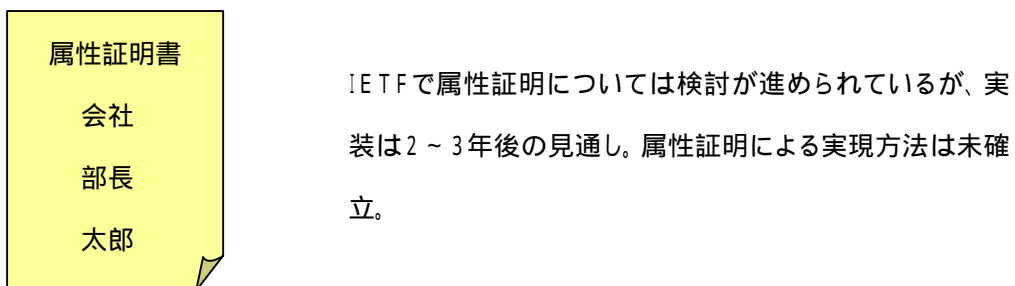 属性証明書
会社
部長
太郎
IETFで属性証明については検討が進められているが、実
装は2~3年後の見通し。属性証明による実現方法は未確
立。